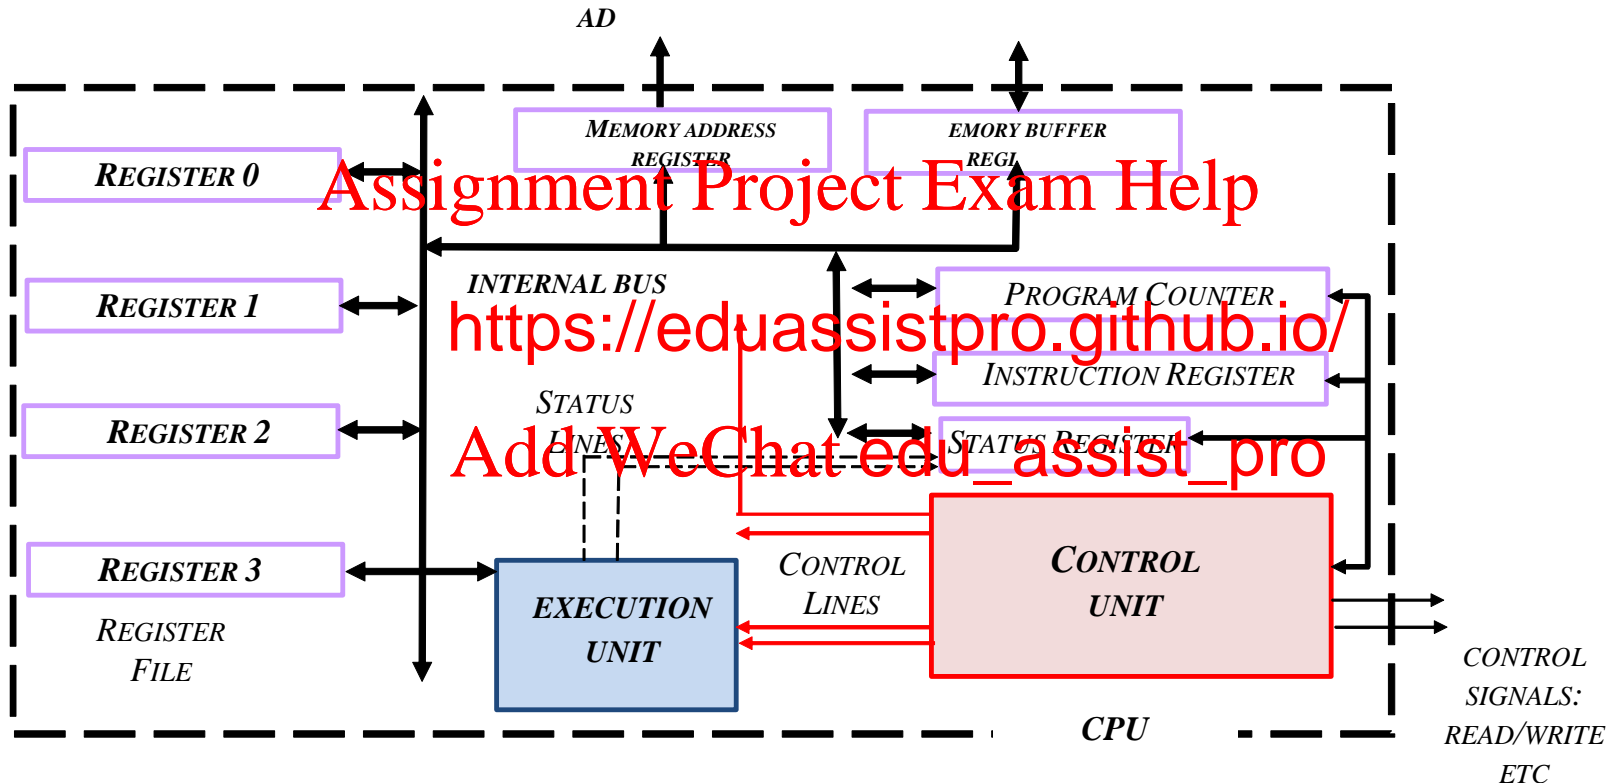 AD
MEMORY ADDRESS
REGISTER
EMORY BUFFER
REGI
REGISTER 0
Assignment Project Exam Help
INTERNAL BUS
REGISTER 1
PROGRAM COUNTER
https://eduassistpro.github.io/
INSTRUCTION REGISTER
STATUS
LINES
REGISTER 2
STATUS REGISTER
Add WeChat edu_assist_pro
REGISTER 3
REGISTER
FILE
EXECUTION
UNIT
CONTROL
LINES
CONTROL
UNIT
CONTROL
SIGNALS:
READ/WRITE
ETC
CPU